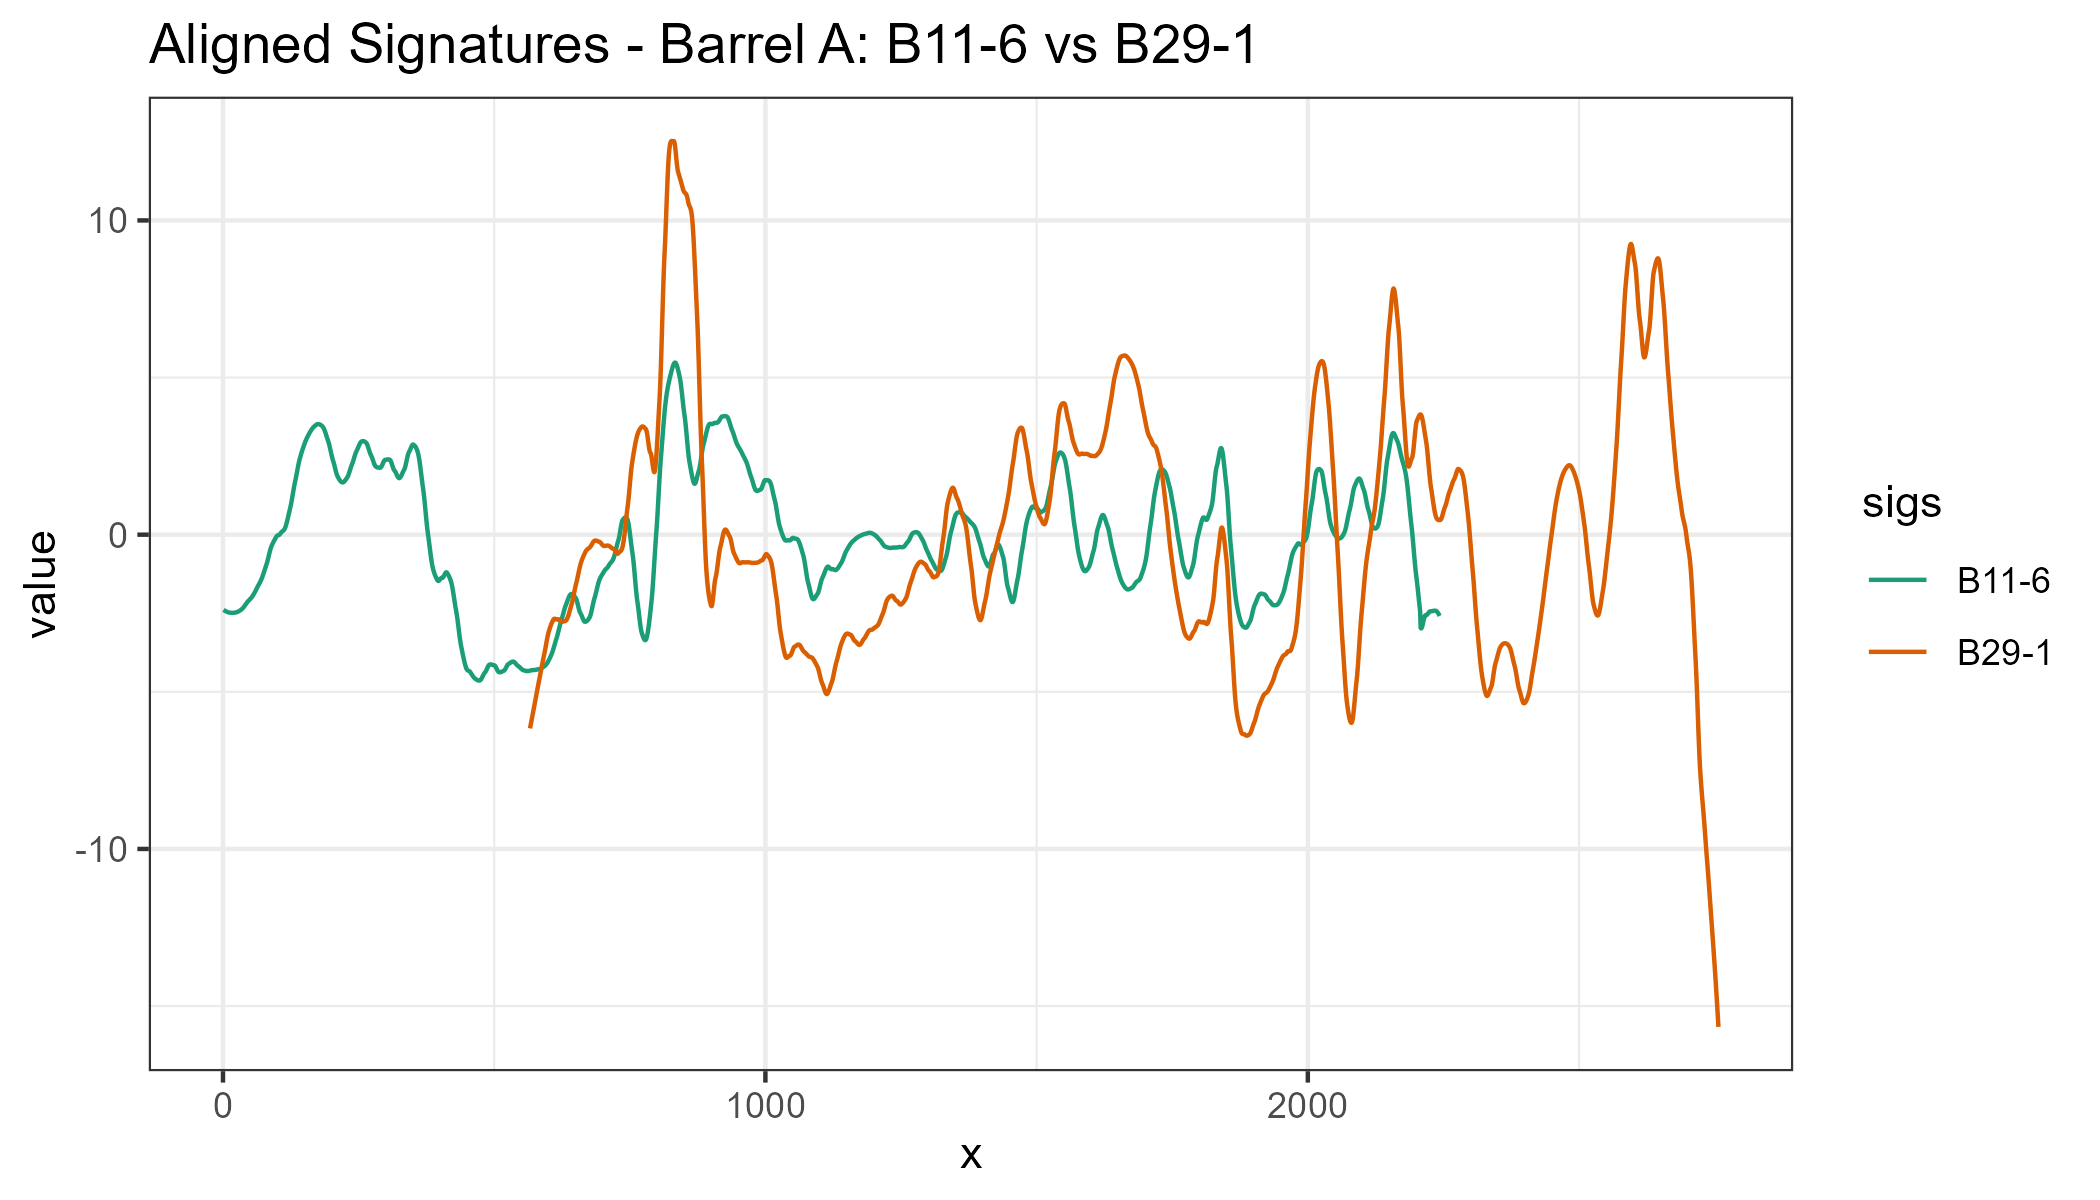 Aligned Signatures - Barrel A: B11-6 vs B29-1
value
10
0
-10
0
1000
2000
x
sigs
B11-6
B29-1